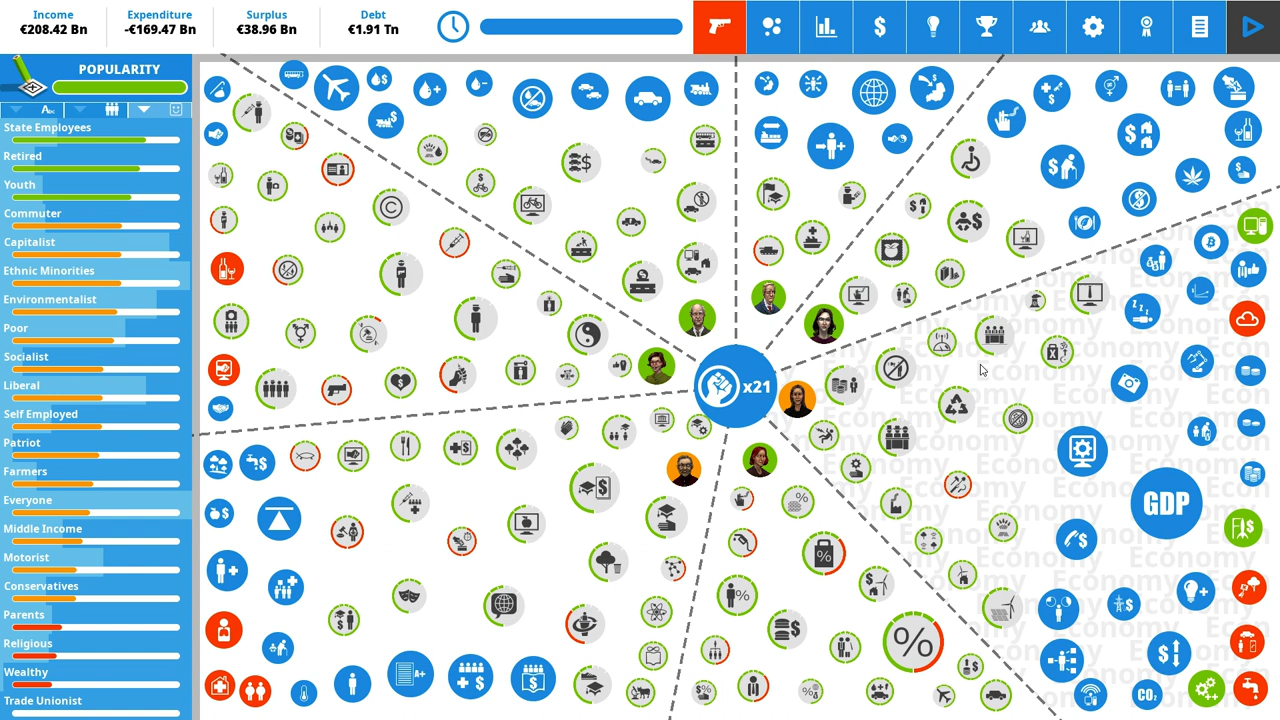 Income
Expenditure
Surplus
Debt
€208.42 Bn
-€169.47 Bn
€38.96 Bn
€1.91 Tn
POPULARITY
State Employees
Retired
Youth
Commuter
Capitalist
Ethnic Minorities
Environmentalist
Poor
Socialist
Liberal
Self Employed
Patriot
Farmers
Everyone
Middle Income
Motorist
Conservatives
Parents
Religious
Wealthy
Trade Unionist
x21
GDP
CO₂
A+
Economy